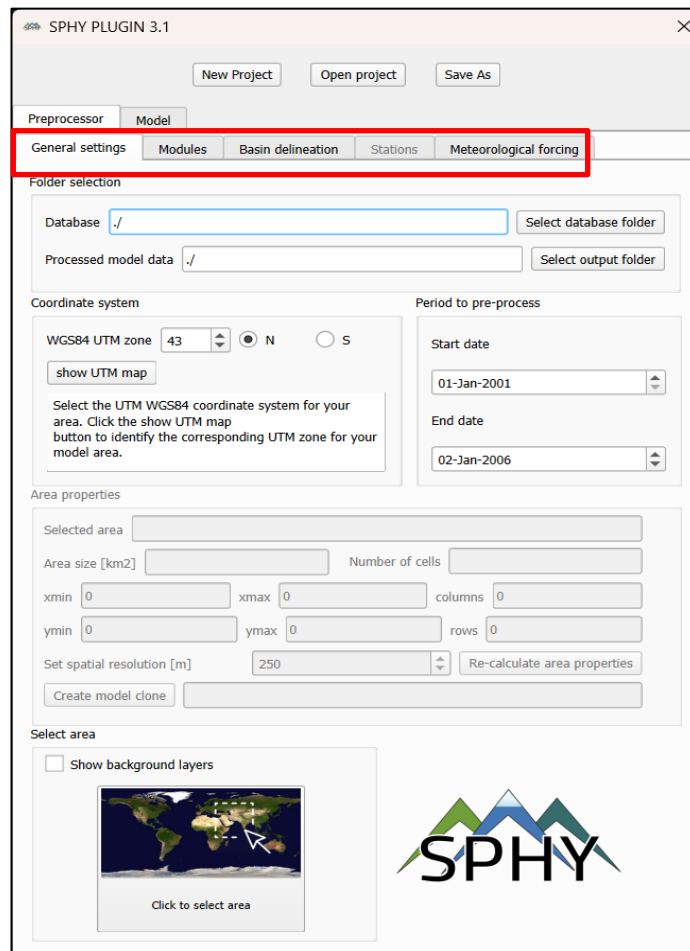 SPHY PLUGIN 3.1
New Project Open project Save As
Preprocessor Model
General settings Modules Basin delineation Stations Meteorological forcing
Folder selection
Database ./ Select database folder
Processed model data ./ Select output folder
Coordinate system Period to pre-process
WGS84 UTM zone 43 N S
Start date
show UTM map
01-Jan-2001
Select the UTM WGS84 coordinate system for your
area. Click the show UTM map
button to identify the corresponding UTM zone for your
model area.
End date
02-Jan-2006
Area properties
Selected area
Area size [km2] Number of cells
xmin 0 xmax 0 columns 0
ymin 0 ymax 0 rows 0
Set spatial resolution [m] 250 Re-calculate area properties
Create model clone
Select area
Show background layers
Click to select area
SPHY